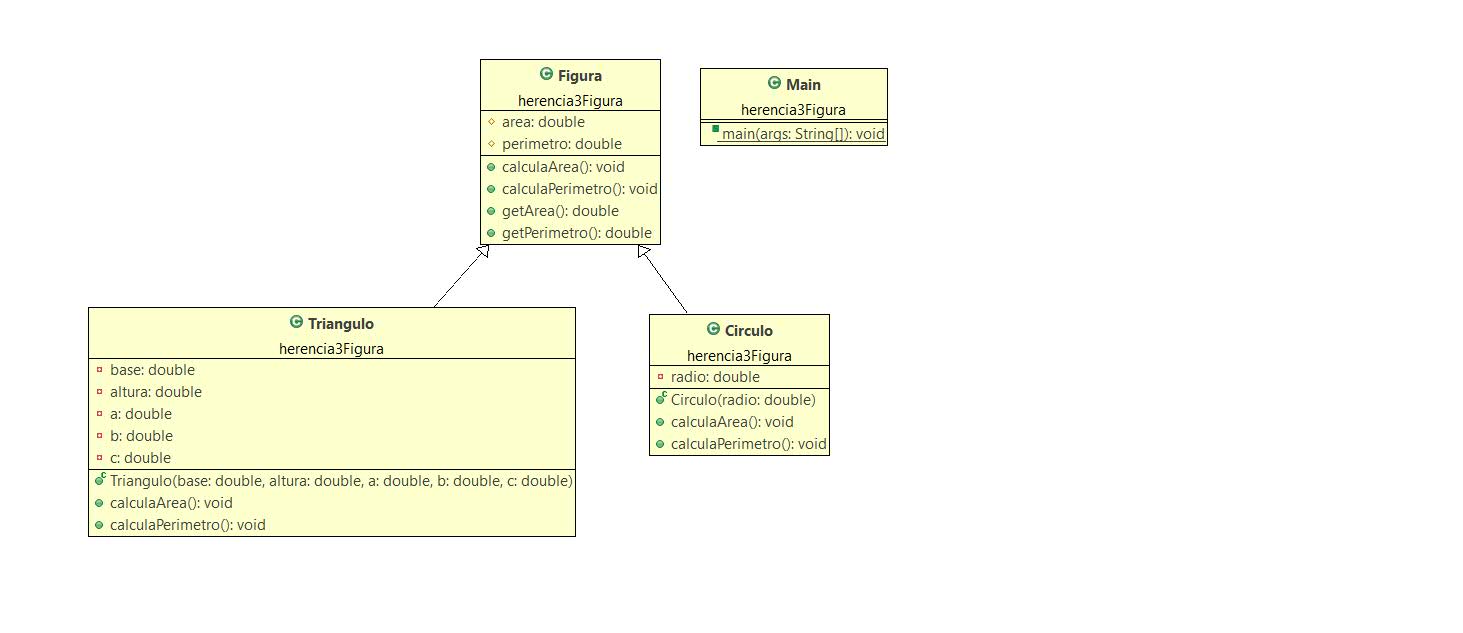 Figura
herencia3Figura
area: double
perimetro: double
calculaArea(): void
calculaPerimetro(): void
getArea(): double
getPerimetro(): double
Main
herencia3Figura
main(args: String[]): void
Triangulo
herencia3Figura
base: double
altura: double
a: double
b: double
c: double
Triangulo(base: double, altura: double, a: double, b: double, c: double)
calculaArea(): void
calculaPerimetro(): void
Circulo
herencia3Figura
radio: double
Circulo(radio: double)
calculaArea(): void
calculaPerimetro(): void